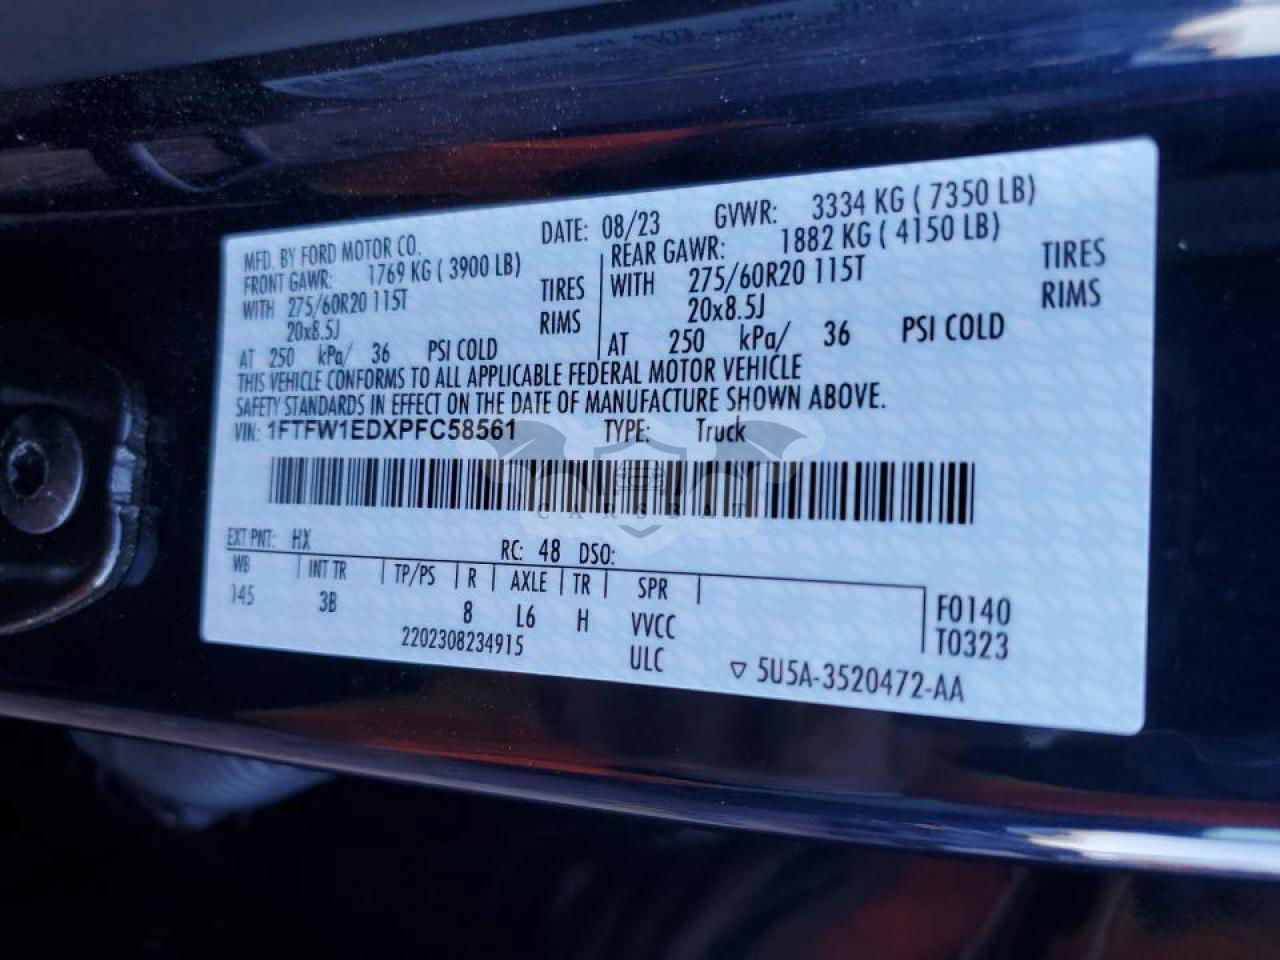 MFD. BY FORD MOTOR CO. DATE: 08/23 GVWR: 3334 KG ( 7350 LB)
FRONT GAWR: 1769 KG ( 3900 LB) REAR GAWR: 1882 KG ( 4150 LB)
WITH 275/60R20 115T TIRES WITH 275/60R20 115T TIRES
20x8.5J RIMS 20x8.5J RIMS
AT 250 kPa/ 36 PSI COLD AT 250 kPa/ 36 PSI COLD
THIS VEHICLE CONFORMS TO ALL APPLICABLE FEDERAL MOTOR VEHICLE
SAFETY STANDARDS IN EFFECT ON THE DATE OF MANUFACTURE SHOWN ABOVE.
VIN: 1FTFW1EDXPFC58561 TYPE: Truck
CARSBAT
EXT PNT: HX RC: 48 DSO:
WB INT TR TP/PS R AXLE TR SPR
145 3B 8 L6 H VVCC F0140
2202308234915 ULC T0323
▽ 5U5A-3520472-AA